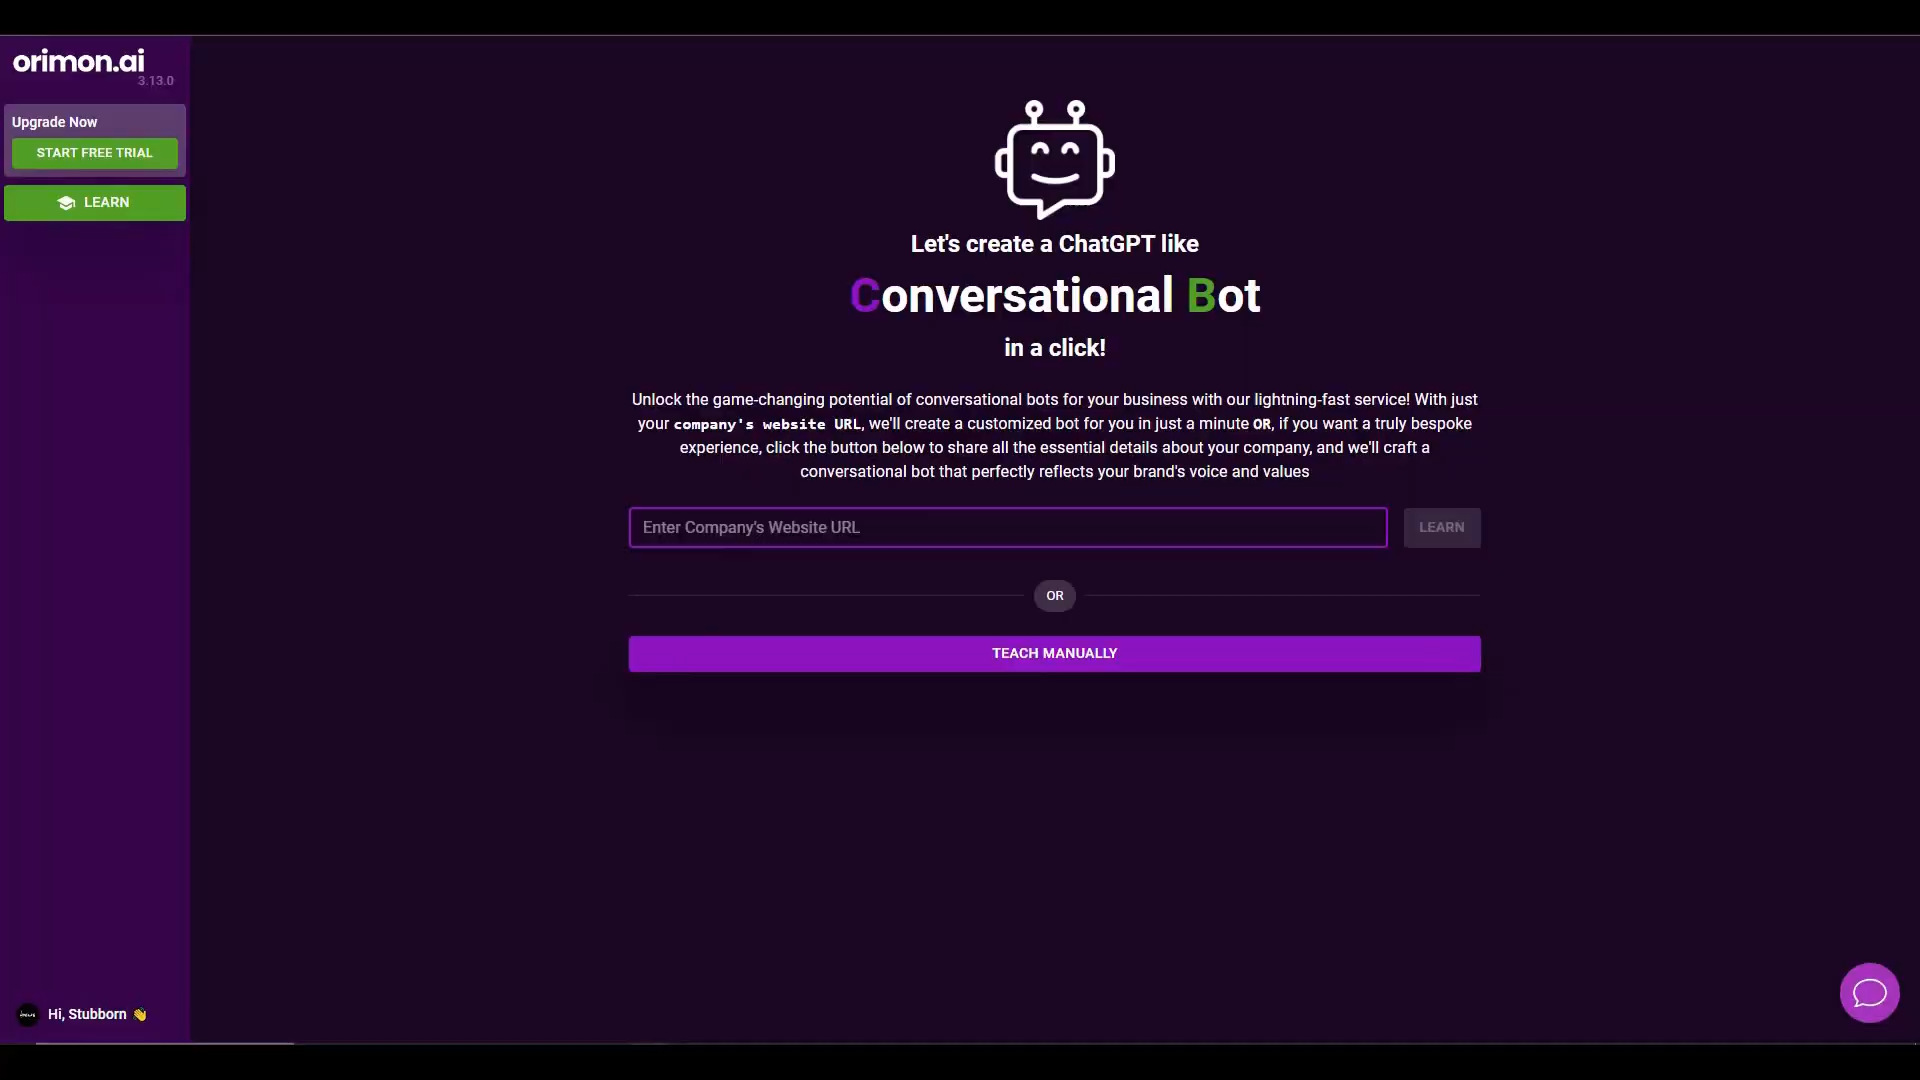 orimon.ai
3.13.0
Upgrade Now
START FREE TRIAL
LEARN
Let's create a ChatGPT like
Conversational Bot
in a click!
Unlock the game-changing potential of conversational bots for your business with our lightning-fast service! With just
your company's website URL, we'll create a customized bot for you in just a minute OR, if you want a truly bespoke
experience, click the button below to share all the essential details about your company, and we'll craft a
conversational bot that perfectly reflects your brand's voice and values
Enter Company's Website URL
LEARN
OR
TEACH MANUALLY
Hi, Stubborn 👋